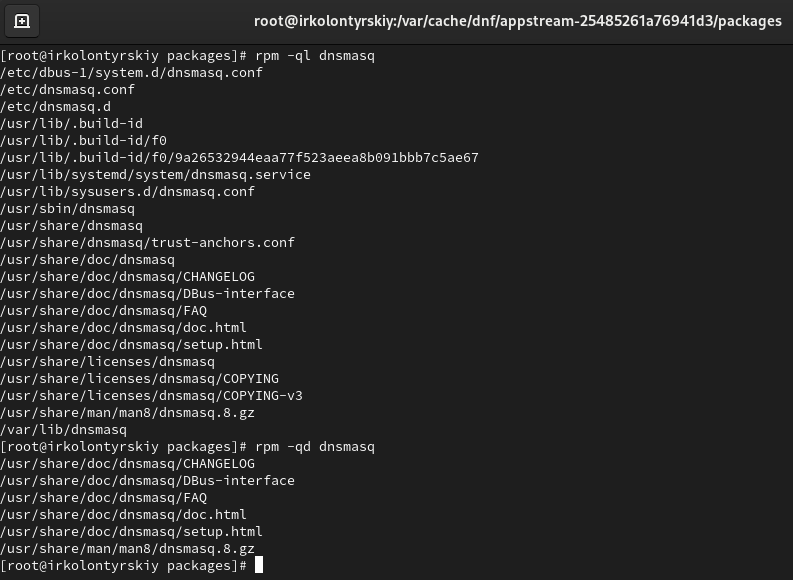 root@irkolontyrskiy:/var/cache/dnf/appstream-25485261a76941d3/packages
[root@irkolontyrskiy packages]# rpm -ql dnsmasq
/etc/dbus-1/system.d/dnsmasq.conf
/etc/dnsmasq.conf
/etc/dnsmasq.d
/usr/lib/.build-id
/usr/lib/.build-id/f0
/usr/lib/.build-id/f0/9a26532944eaa77f523aeea8b091bbb7c5ae67
/usr/lib/systemd/system/dnsmasq.service
/usr/lib/sysusers.d/dnsmasq.conf
/usr/sbin/dnsmasq
/usr/share/dnsmasq
/usr/share/dnsmasq/trust-anchors.conf
/usr/share/doc/dnsmasq
/usr/share/doc/dnsmasq/CHANGELOG
/usr/share/doc/dnsmasq/DBus-interface
/usr/share/doc/dnsmasq/FAQ
/usr/share/doc/dnsmasq/doc.html
/usr/share/doc/dnsmasq/setup.html
/usr/share/licenses/dnsmasq
/usr/share/licenses/dnsmasq/COPYING
/usr/share/licenses/dnsmasq/COPYING-v3
/usr/share/man/man8/dnsmasq.8.gz
/var/lib/dnsmasq
[root@irkolontyrskiy packages]# rpm -qd dnsmasq
/usr/share/doc/dnsmasq/CHANGELOG
/usr/share/doc/dnsmasq/DBus-interface
/usr/share/doc/dnsmasq/FAQ
/usr/share/doc/dnsmasq/doc.html
/usr/share/doc/dnsmasq/setup.html
/usr/share/man/man8/dnsmasq.8.gz
[root@irkolontyrskiy packages]#